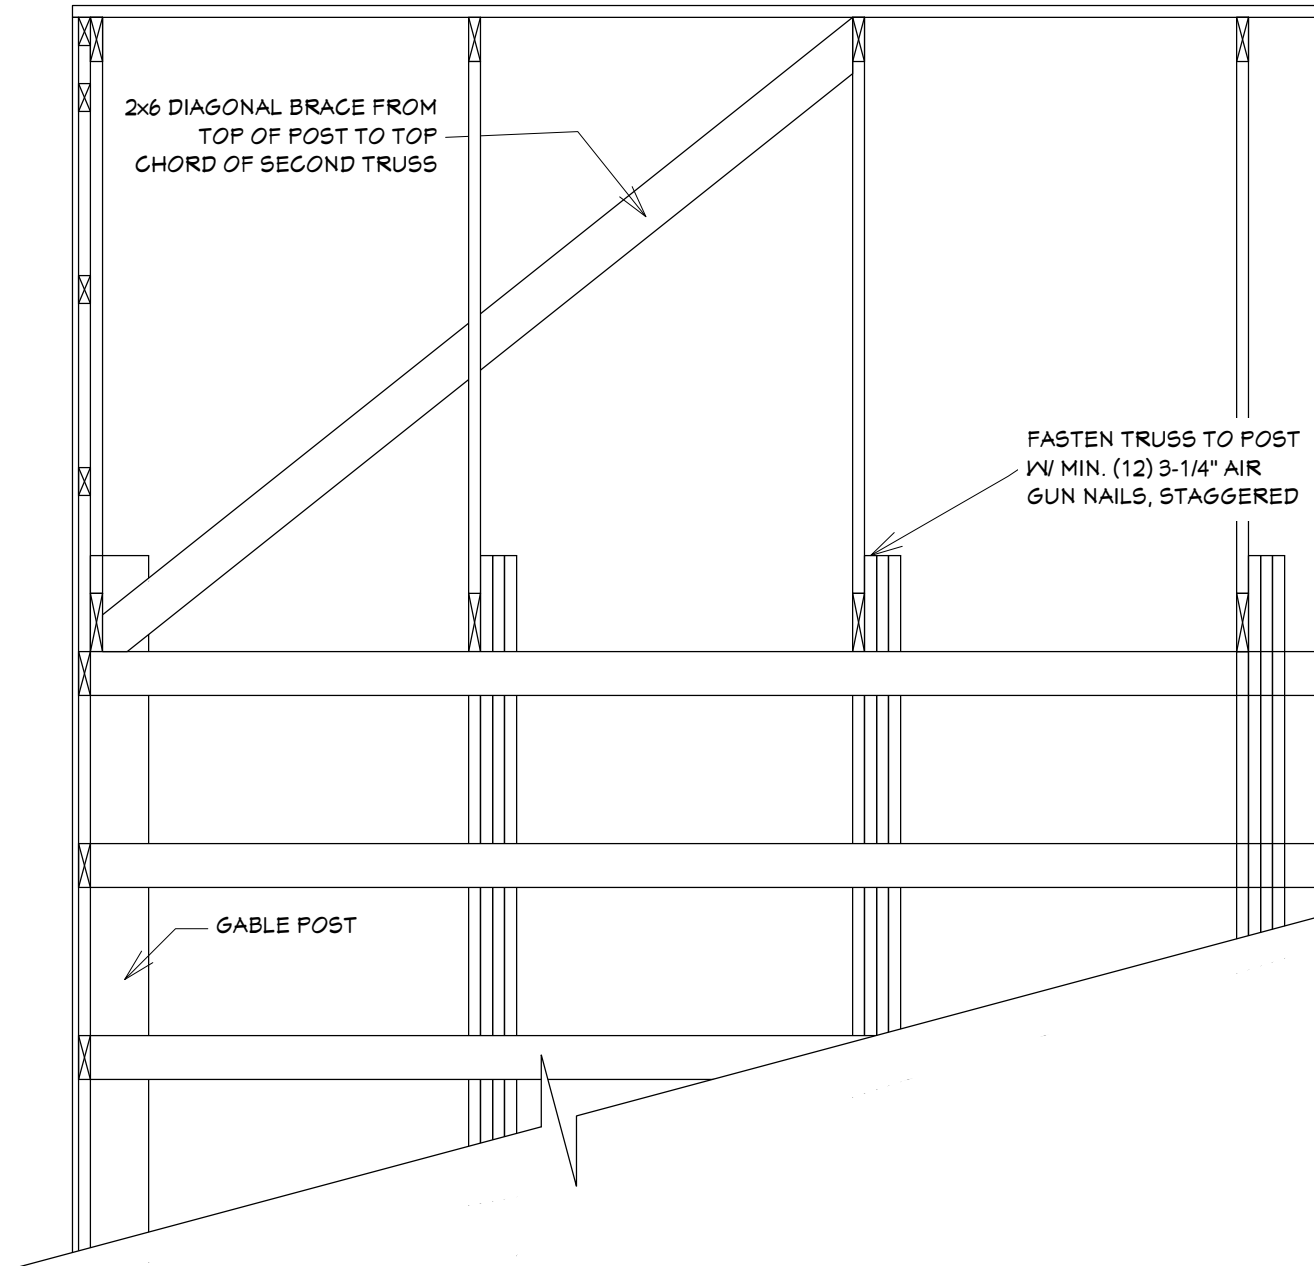 2x6 DIAGONAL BRACE FROM
TOP OF POST TO TOP
CHORD OF SECOND TRUSS
FASTEN TRUSS TO POST
W/ MIN. (12) 3-1/4" AIR
GUN NAILS, STAGGERED
GABLE POST